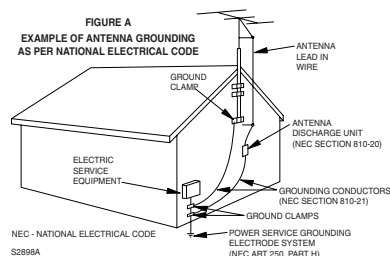 FIGURE A
EXAMPLE OF ANTENNA GROUNDING
AS PER NATIONAL ELECTRICAL CODE
ANTENNA
LEAD IN
WIRE
GROUND
CLAMP
ANTENNA
DISCHARGE UNIT
(NEC SECTION 810-20)
ELECTRIC
SERVICE
EQUIPMENT
GROUNDING CONDUCTORS
(NEC SECTION 810-21)
GROUND CLAMPS
NEC - NATIONAL ELECTRICAL CODE
POWER SERVICE GROUNDING
ELECTRODE SYSTEM
(NEC ART 250, PART H)
S2898A